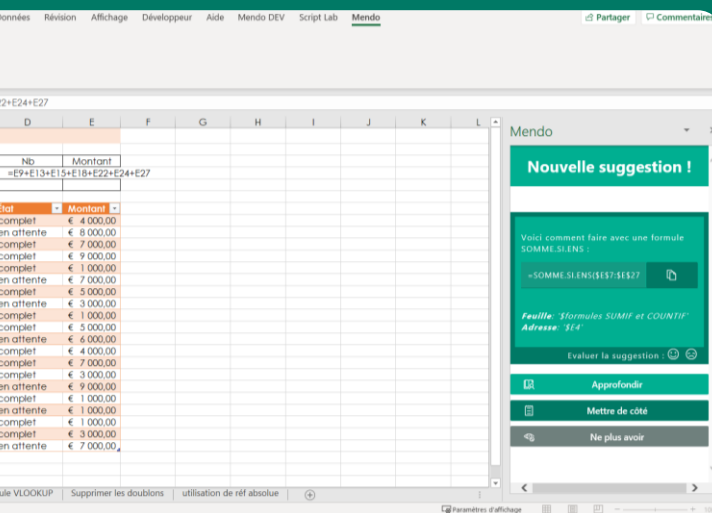 Données Révision Affichage Développeur Aide Mendo DEV Script Lab Mendo Partager Commentaires
22+E24+E27
D E F G H I J K L
Nb Montant
=E9+E13+E15+E18+E22+E24+E27
État Montant
complet € 4 000,00
en attente € 8 000,00
complet € 7 000,00
complet € 9 000,00
complet € 1 000,00
en attente € 7 000,00
complet € 5 000,00
en attente € 3 000,00
complet € 1 000,00
complet € 5 000,00
en attente € 6 000,00
complet € 4 000,00
complet € 7 000,00
complet € 3 000,00
en attente € 9 000,00
complet € 1 000,00
en attente € 1 000,00
complet € 1 000,00
complet € 3 000,00
en attente € 7 000,00
ule VLOOKUP Supprimer les doublons utilisation de réf absolue
Mendo
Nouvelle suggestion !
Voici comment faire avec une formule
SOMME.SI.ENS :
=SOMME.SI.ENS($E$7:$E$27
Feuille: '$formules SUMIF et COUNTIF'
Adresse: '$E4'
Evaluer la suggestion :
Approfondir
Mettre de côté
Ne plus avoir
Paramètres d'affichage